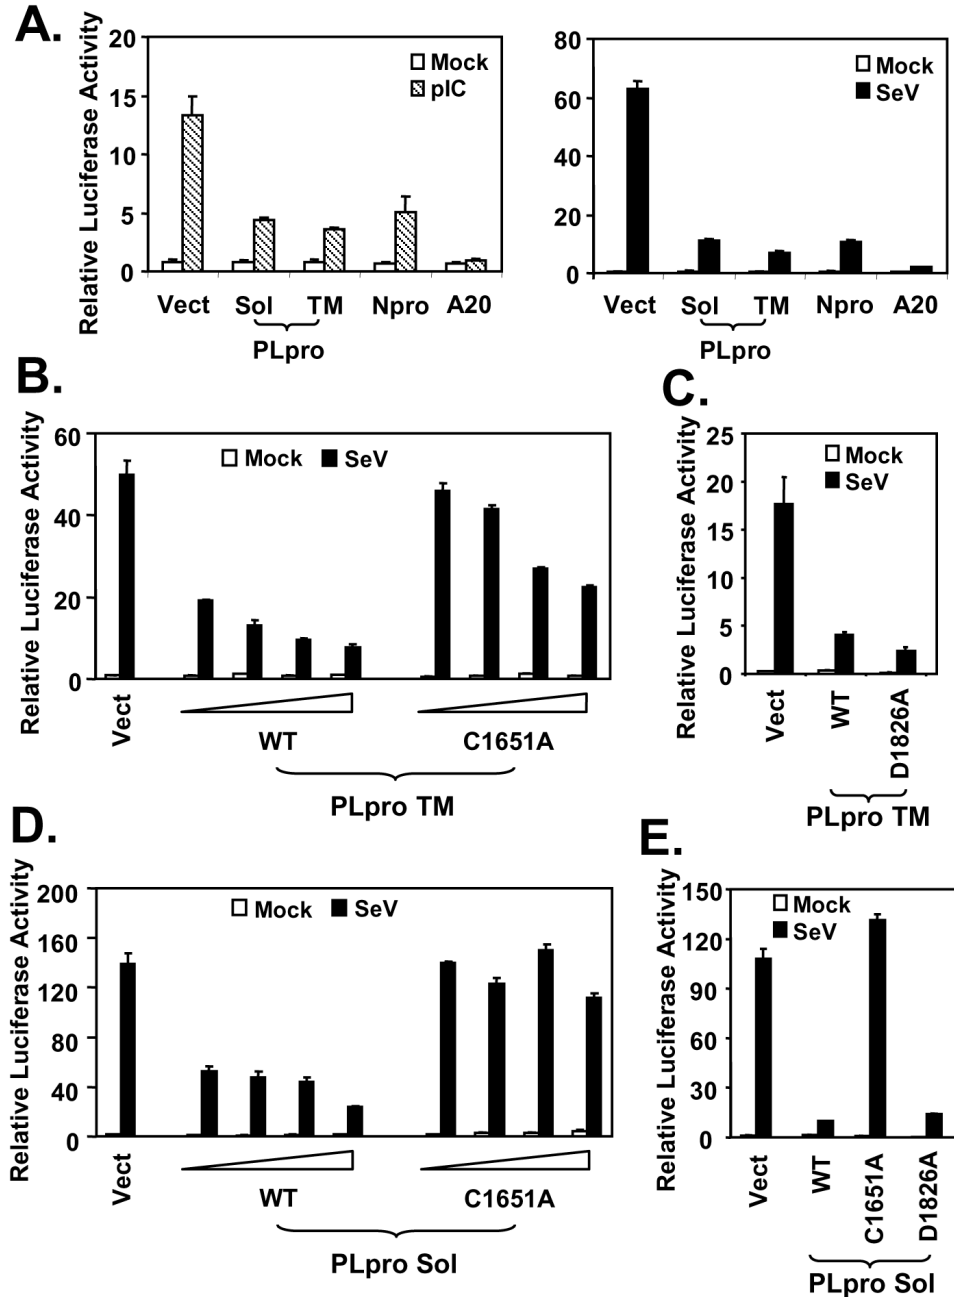 A.
Relative Luciferase Activity
20
15
10
5
0
Mock
pIC
Vect Sol TM Npro A20
PLpro
80
60
40
20
0
Mock
SeV
Vect Sol TM Npro A20
PLpro
B.
Relative Luciferase Activity
60
40
20
0
Mock SeV
Vect
WT C1651A
PLpro TM
C.
Relative Luciferase Activity
25
20
15
10
5
0
Mock
SeV
Vect
WT
D1826A
PLpro TM
D.
Relative Luciferase Activity
200
160
120
80
40
0
Mock SeV
Vect
WT C1651A
PLpro Sol
E.
Relative Luciferase Activity
150
120
90
60
30
0
Mock
SeV
Vect
WT
C1651A
D1826A
PLpro Sol